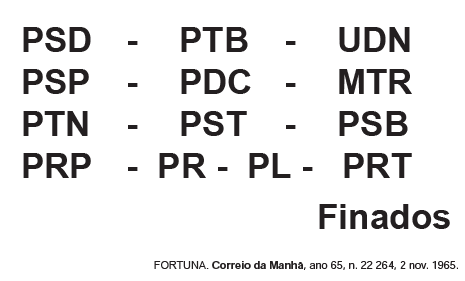 PSD - PTB - UDN
PSP - PDC - MTR
PTN - PST - PSB
PRP - PR - PL - PRT
Finados
FORTUNA. Correio da Manhã, ano 65, n. 22 264, 2 nov. 1965.